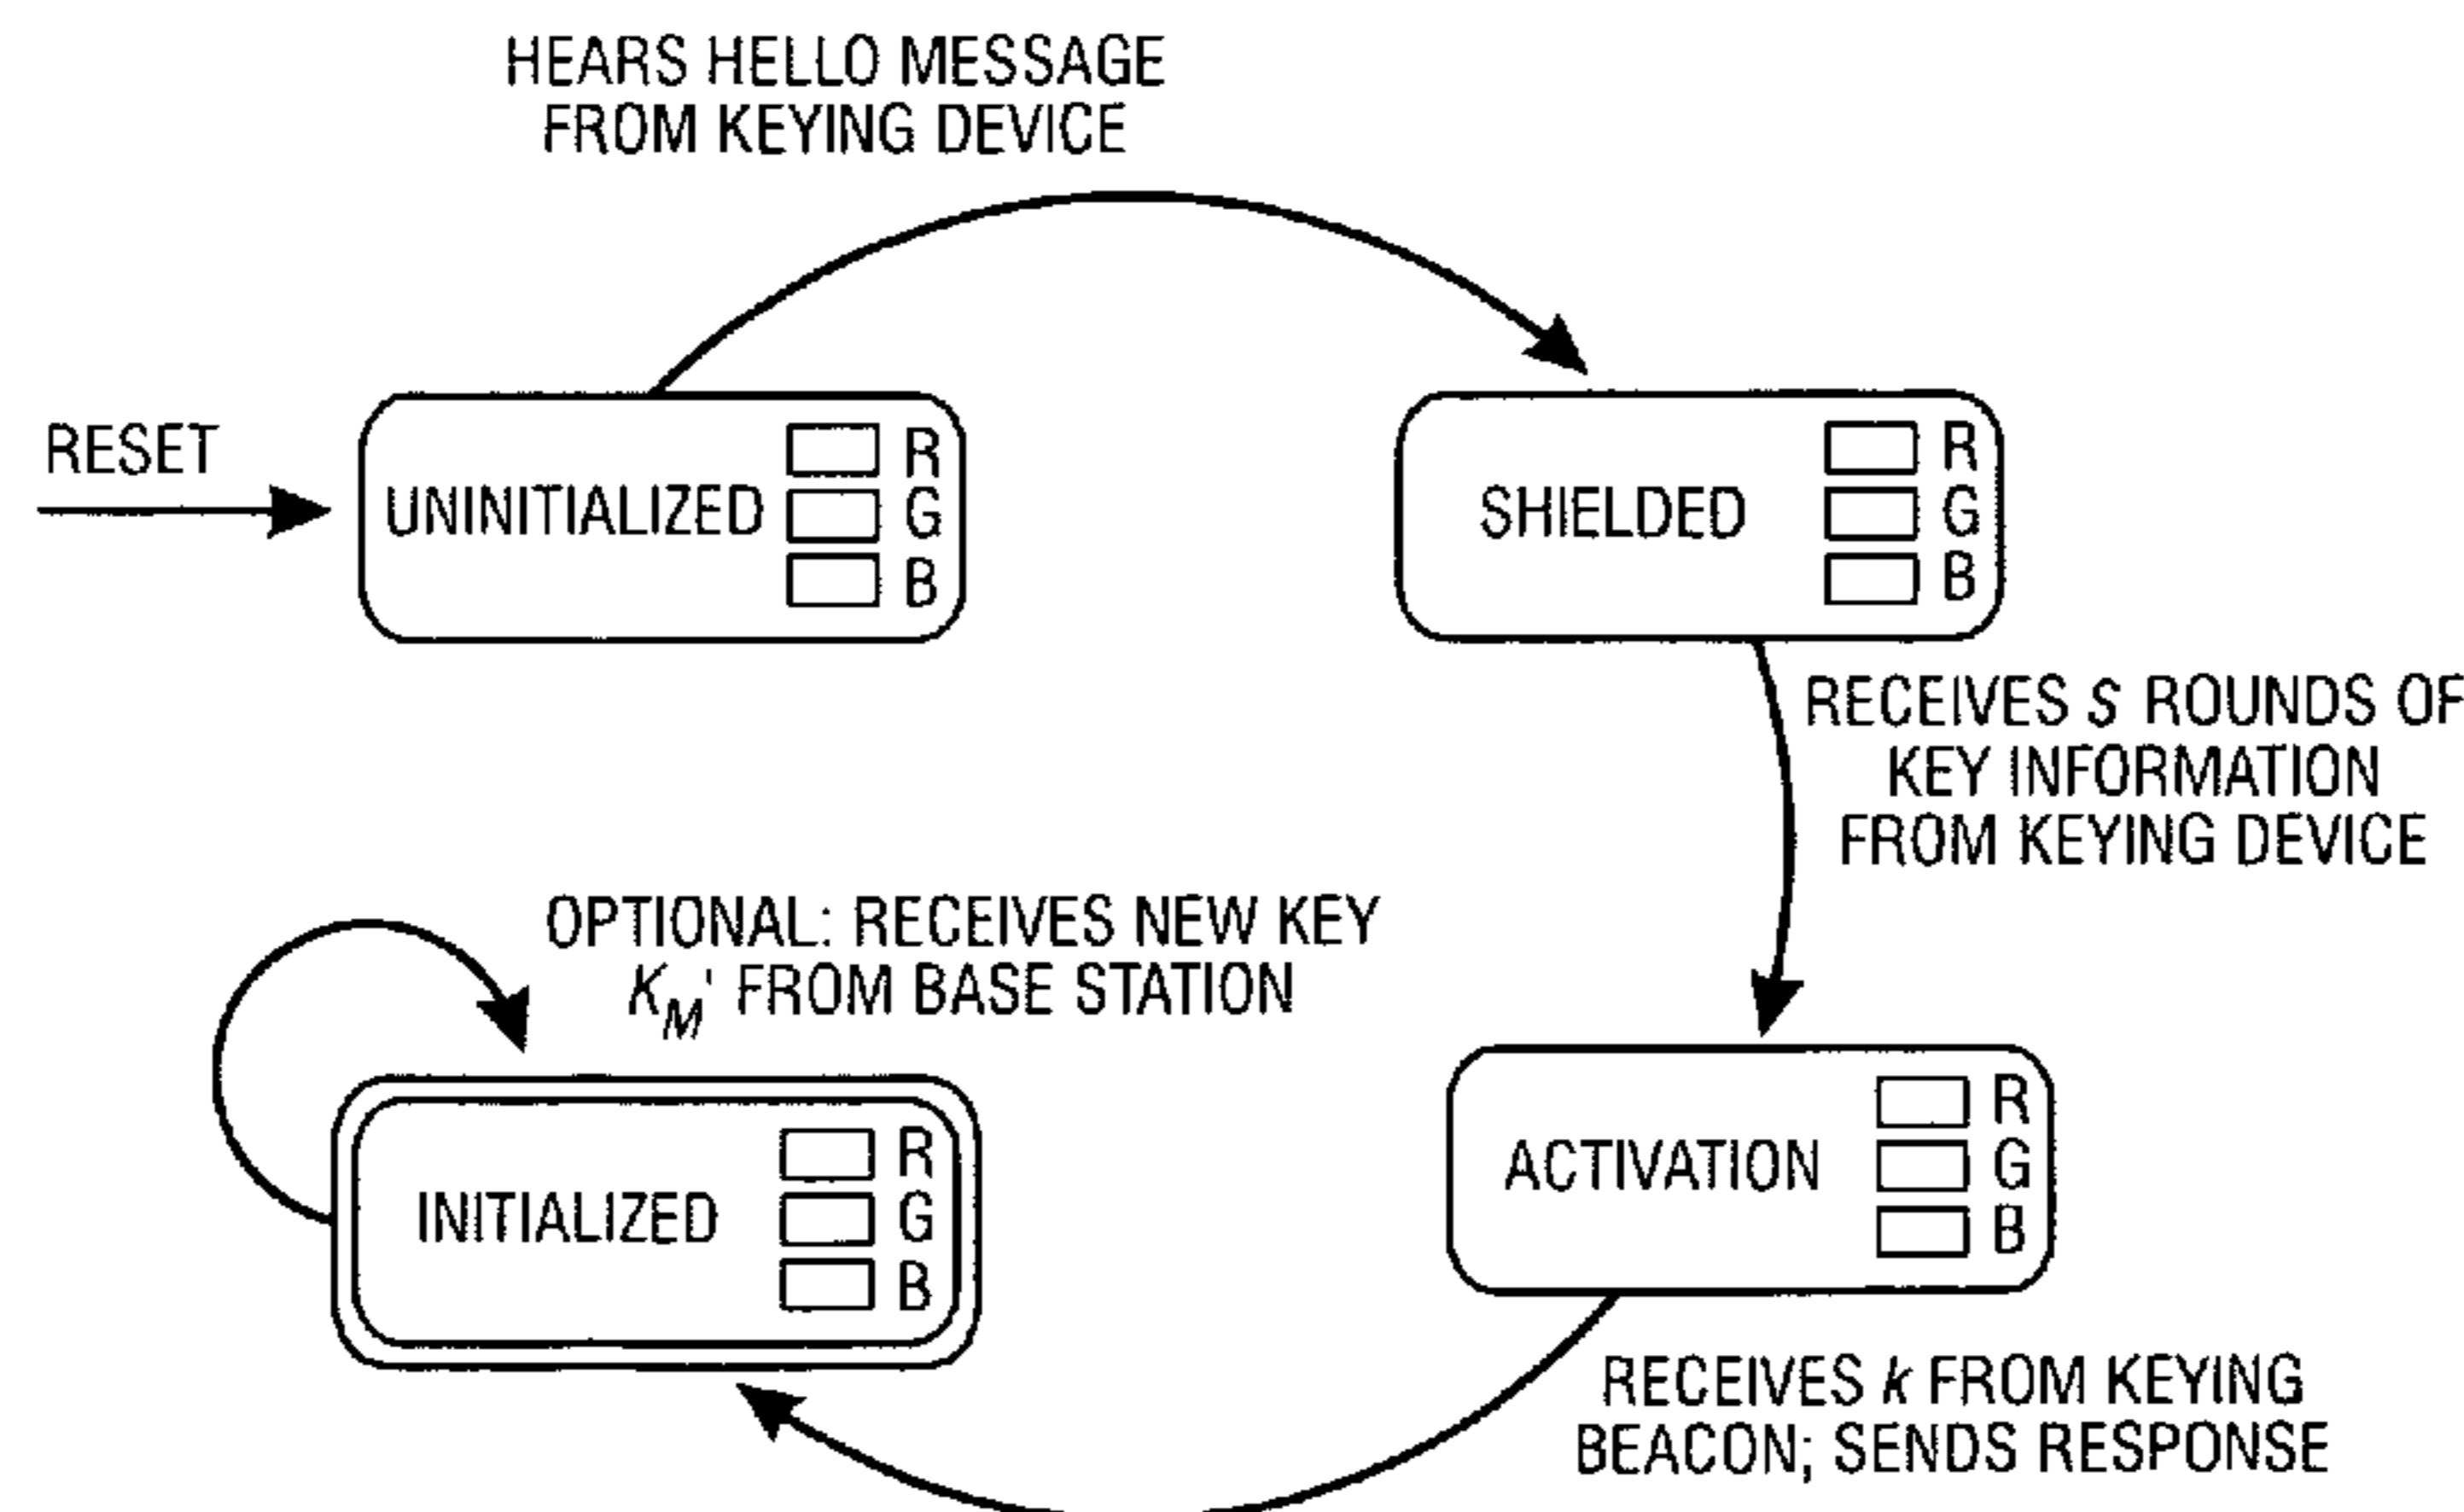 HEARS HELLO MESSAGE
FROM KEYING DEVICE
RESET
UNINITIALIZED
R
G
B
SHIELDED
R
G
B
RECEIVES s ROUNDS OF
KEY INFORMATION
FROM KEYING DEVICE
OPTIONAL: RECEIVES NEW KEY
K_M' FROM BASE STATION
INITIALIZED
R
G
B
ACTIVATION
R
G
B
RECEIVES k FROM KEYING
BEACON; SENDS RESPONSE